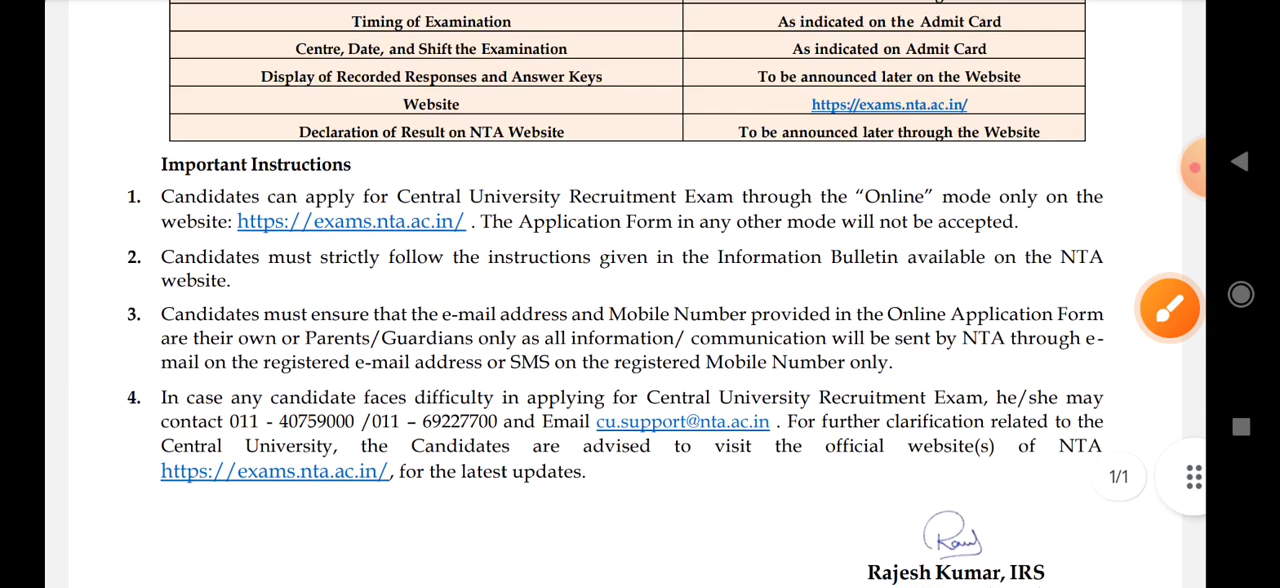 Timing of Examination As indicated on the Admit Card
Centre, Date, and Shift the Examination As indicated on Admit Card
Display of Recorded Responses and Answer Keys To be announced later on the Website
Website https://exams.nta.ac.in/
Declaration of Result on NTA Website To be announced later through the Website
Important Instructions
1. Candidates can apply for Central University Recruitment Exam through the “Online” mode only on the
website: https://exams.nta.ac.in/ . The Application Form in any other mode will not be accepted.
2. Candidates must strictly follow the instructions given in the Information Bulletin available on the NTA
website.
3. Candidates must ensure that the e-mail address and Mobile Number provided in the Online Application Form
are their own or Parents/Guardians only as all information/ communication will be sent by NTA through e-
mail on the registered e-mail address or SMS on the registered Mobile Number only.
4. In case any candidate faces difficulty in applying for Central University Recruitment Exam, he/she may
contact 011 - 40759000 /011 – 69227700 and Email cu.support@nta.ac.in . For further clarification related to the
Central University, the Candidates are advised to visit the official website(s) of NTA
https://exams.nta.ac.in/, for the latest updates.
1/1
Rajesh Kumar, IRS